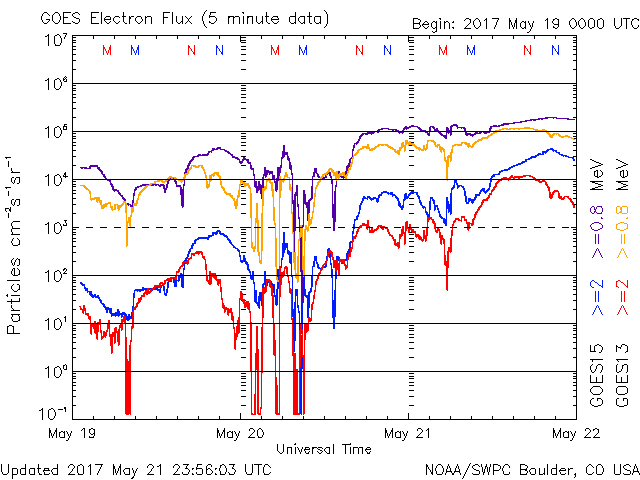 GOES Electron Flux (5 minute data)
Begin: 2017 May 19 0000 UTC
10^7
M M N N M M N N M M N N
10^6
10^5
10^4
10^3
10^2
10^1
10^0
10^-1
Particles cm^-2 s^-1 sr^-1
May 19 May 20 May 21 May 22
Universal Time
GOES15 >=2 >=0.8 MeV
GOES13 >=2 >=0.8 MeV
Updated 2017 May 21 23:56:03 UTC
NOAA/SWPC Boulder, CO USA